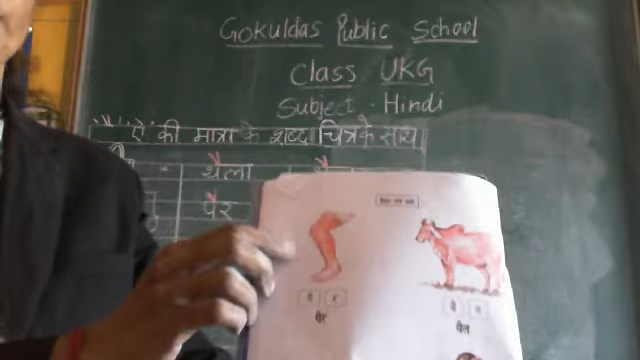 Gokuldas Public School
Class UKG
Subject - Hindi
"ऐ" की मात्रा के शब्द चित्र के साथ
थैला
पैर
पै र
पैर
बै ल
बैल